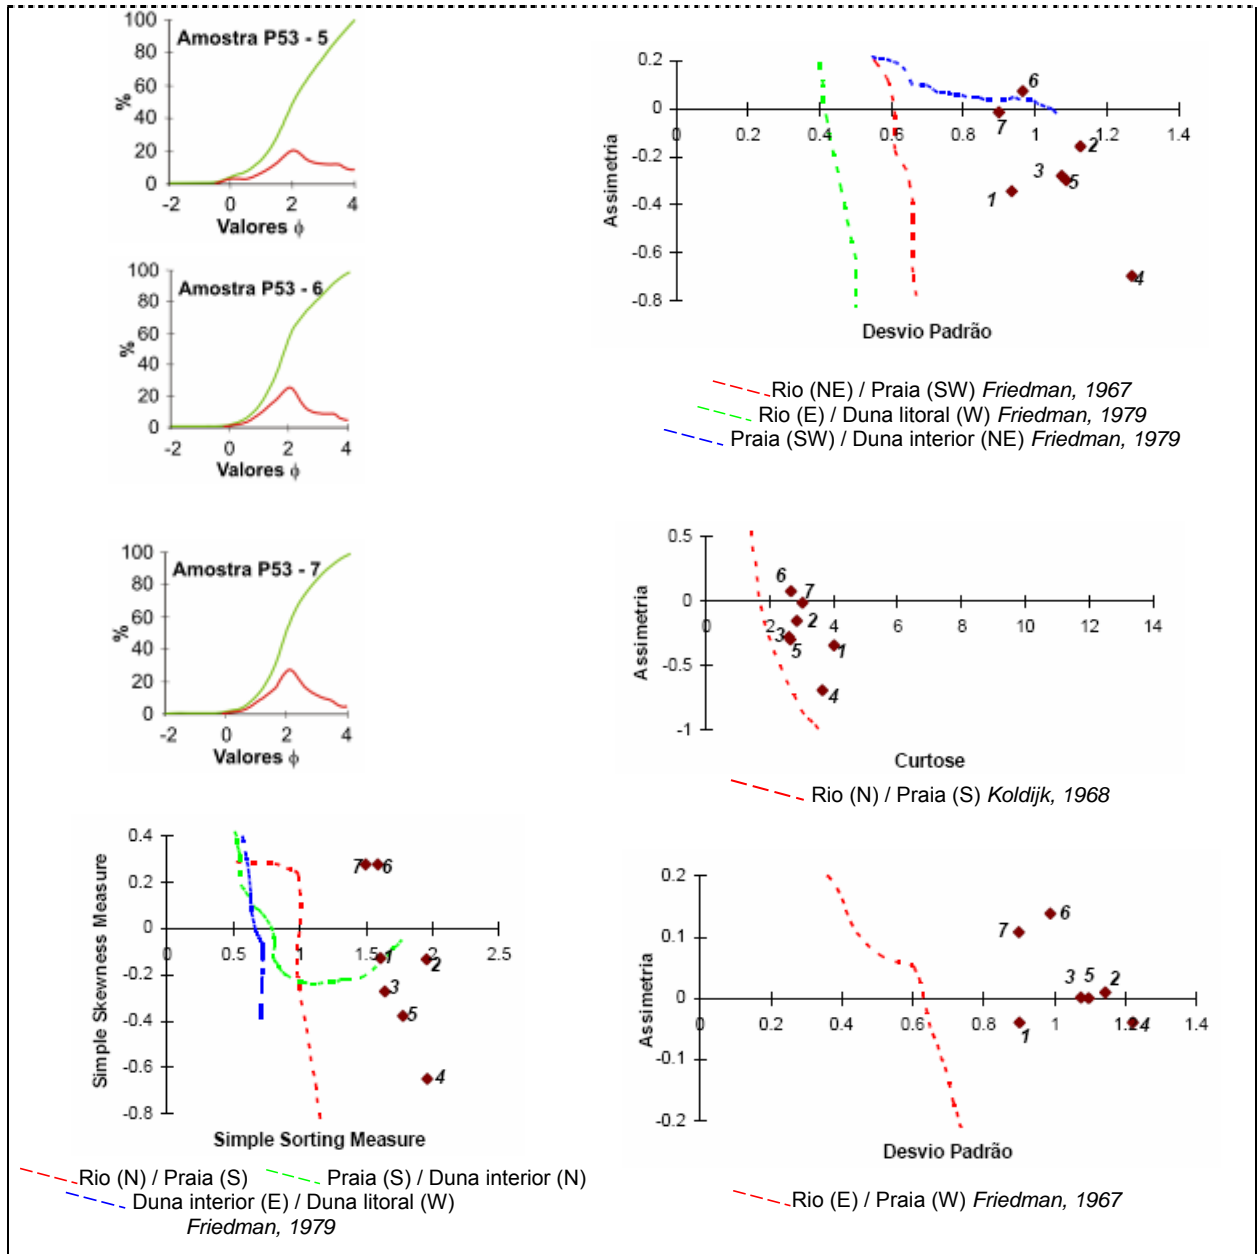 Amostra P53 - 5
100
80
60
40
20
0
%
-2 0 2 4
Valores ϕ
Amostra P53 - 6
100
80
60
40
20
0
%
-2 0 2 4
Valores ϕ
Amostra P53 - 7
100
80
60
40
20
0
%
-2 0 2 4
Valores ϕ
0.4
0.2
0
-0.2
-0.4
-0.6
-0.8
Simple Skewness Measure
0 0.5 1 1.5 2 2.5
7 6
1
2
3
5
4
Simple Sorting Measure
Rio (N) / Praia (S) Praia (S) / Duna interior (N)
Duna interior (E) / Duna litoral (W)
Friedman, 1979
0.2
0
-0.2
-0.4
-0.6
-0.8
Assimetria
0 0.2 0.4 0.6 0.8 1 1.2 1.4
6
7
2
3 5
1
4
Desvio Padrão
Rio (NE) / Praia (SW) Friedman, 1967
Rio (E) / Duna litoral (W) Friedman, 1979
Praia (SW) / Duna interior (NE) Friedman, 1979
0.5
0
-0.5
-1
Assimetria
0 2 4 6 8 10 12 14
6
7
2
3
5 1
4
Curtose
Rio (N) / Praia (S) Koldijk, 1968
0.2
0.1
0
-0.1
-0.2
Assimetria
0 0.2 0.4 0.6 0.8 1 1.2 1.4
6
7
3 5 2
1
4
Desvio Padrão
Rio (E) / Praia (W) Friedman, 1967